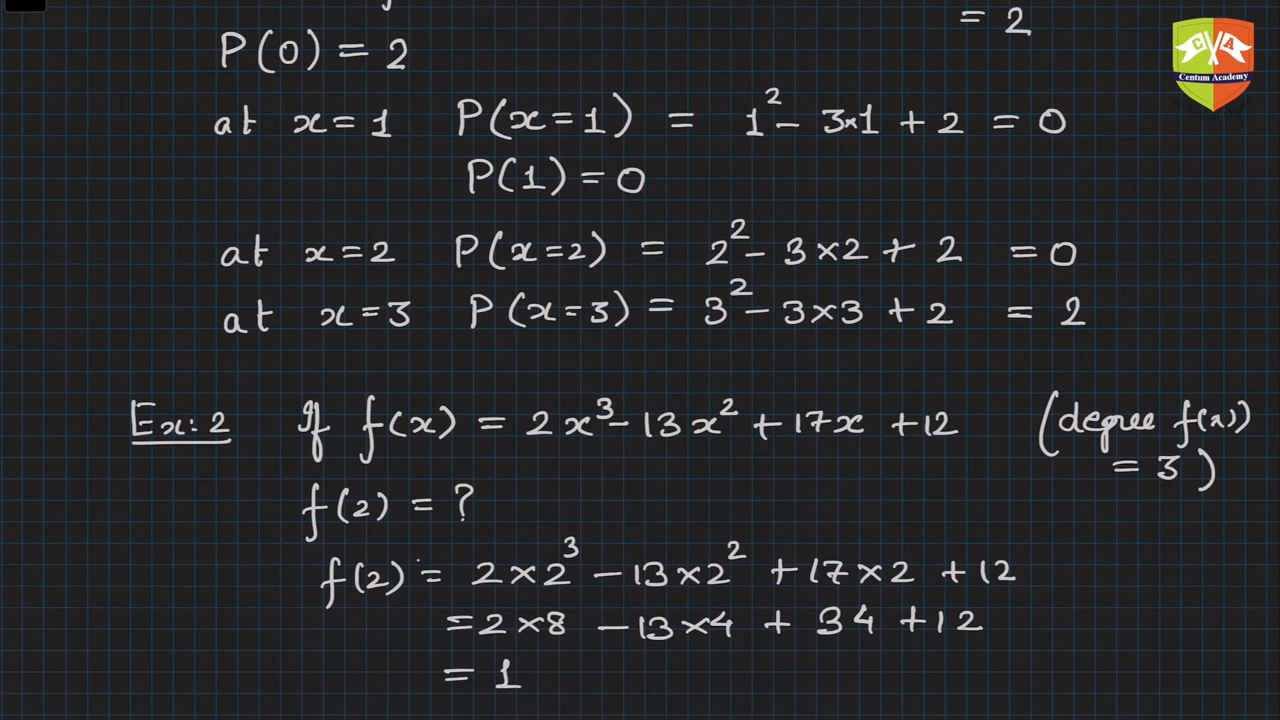 = 2
P(0) = 2
at x=1 P(x=1) = 1² - 3×1 + 2 = 0
P(1) = 0
at x=2 P(x=2) = 2² - 3×2 + 2 = 0
at x=3 P(x=3) = 3² - 3×3 + 2 = 2
Ex:2 If f(x) = 2x³ - 13x² + 17x + 12 (degree f(x))
= 3)
f(2) = ?
f(2) = 2×2³ - 13×2² + 17×2 + 12
= 2×8 - 13×4 + 34 + 12
= 1
C A
Centum Academy